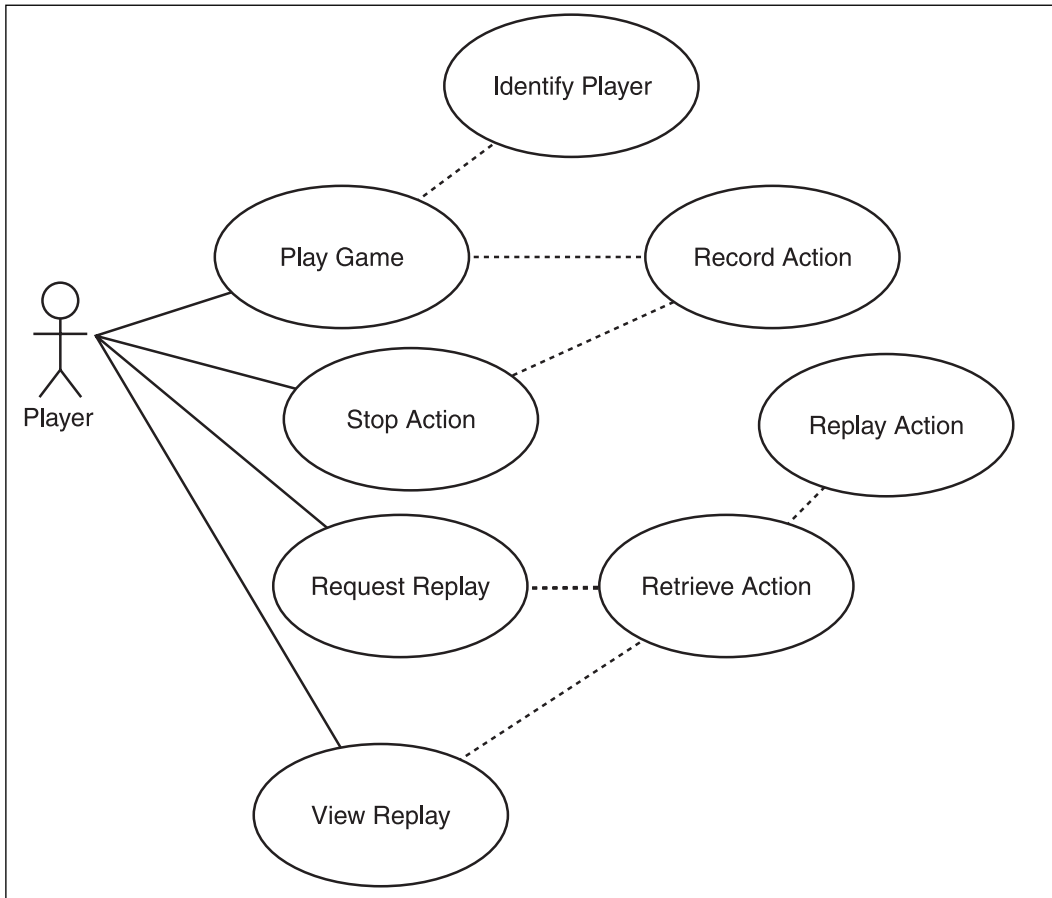 Identify Player
Play Game
Record Action
Player
Stop Action
Replay Action
Request Replay
Retrieve Action
View Replay